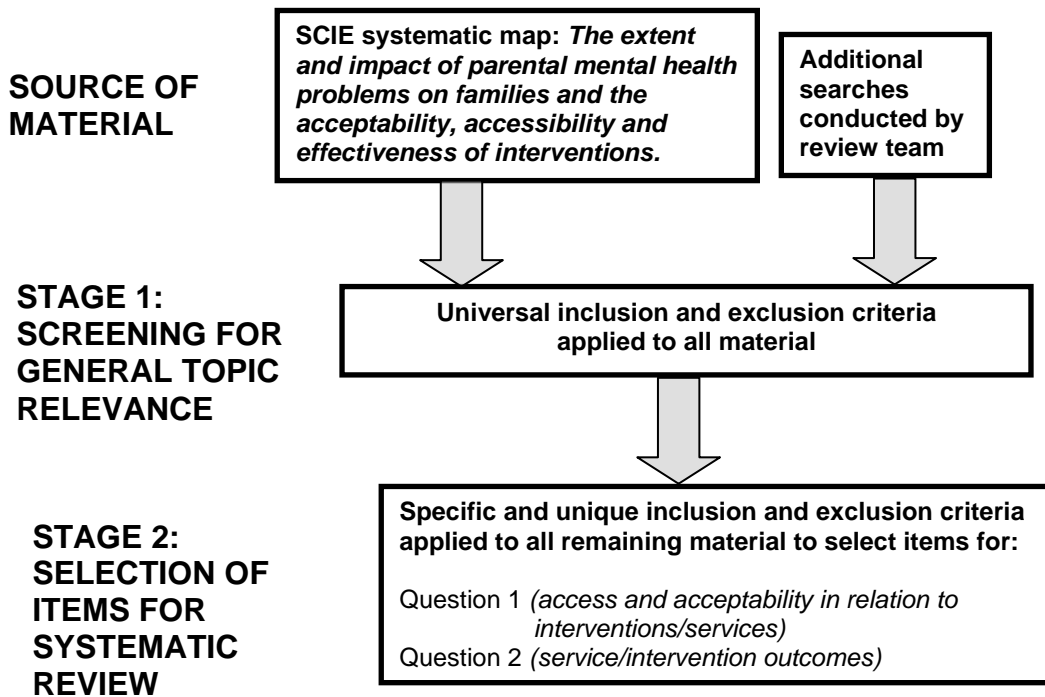 SOURCE OF
MATERIAL
SCIE systematic map: The extent
and impact of parental mental health
problems on families and the
acceptability, accessibility and
effectiveness of interventions.
Additional
searches
conducted by
review team
STAGE 1:
SCREENING FOR
GENERAL TOPIC
RELEVANCE
Universal inclusion and exclusion criteria
applied to all material
STAGE 2:
SELECTION OF
ITEMS FOR
SYSTEMATIC
REVIEW
Specific and unique inclusion and exclusion criteria
applied to all remaining material to select items for:
Question 1 (access and acceptability in relation to
interventions/services)
Question 2 (service/intervention outcomes)